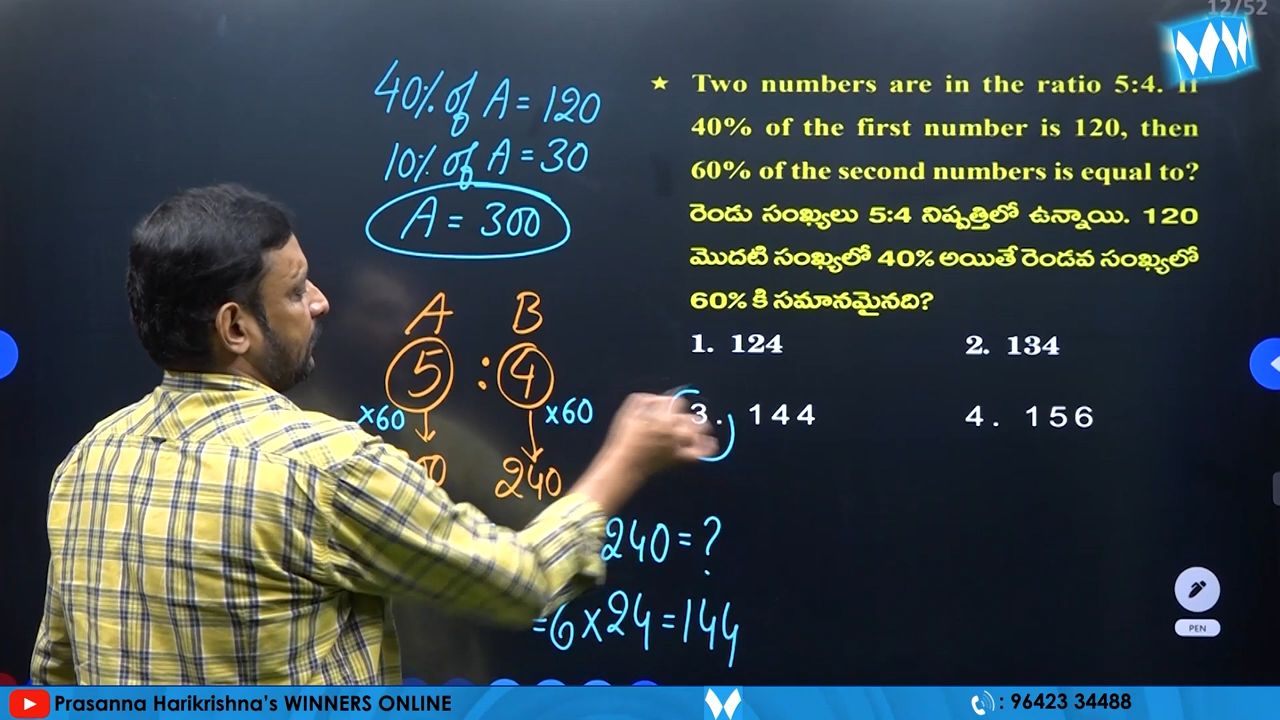 12/52
40% of A = 120
10% of A = 30
A = 300
A B
5 : 4
×60 ×60
240
240 = ?
= 6 × 24 = 144
★ Two numbers are in the ratio 5:4. If
40% of the first number is 120, then
60% of the second numbers is equal to?
రెండు సంఖ్యలు 5:4 నిష్పత్తిలో ఉన్నాయి. 120
మొదటి సంఖ్యలో 40% అయితే రెండవ సంఖ్యలో
60% కి సమానమైనది?
1. 124 2. 134
3. 144 4. 156
PEN
Prasanna Harikrishna's WINNERS ONLINE
: 96423 34488